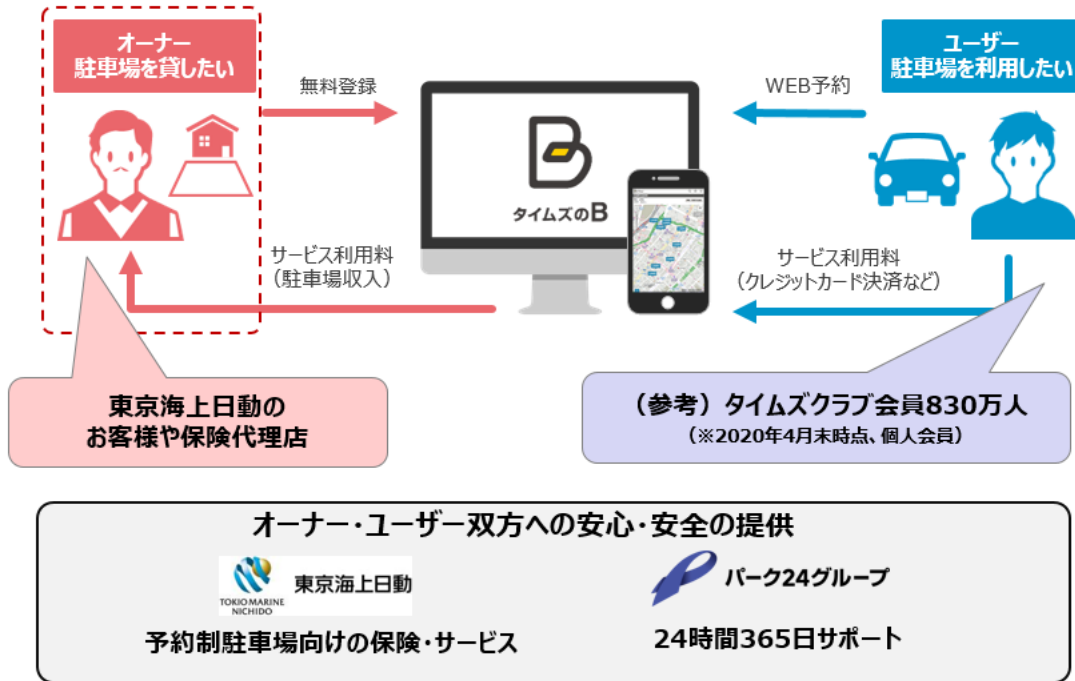 オーナー
駐車場を貸したい
ユーザー
駐車場を利用したい
無料登録
WEB予約
タイムズのB
サービス利用料
（駐車場収入）
サービス利用料
（クレジットカード決済など）
東京海上日動の
お客様や保険代理店
（参考）タイムズクラブ会員830万人
（※2020年4月末時点、個人会員）
オーナー・ユーザー双方への安心・安全の提供
TOKIO MARINE
NICHIDO
東京海上日動
パーク24グループ
予約制駐車場向けの保険・サービス
24時間365日サポート